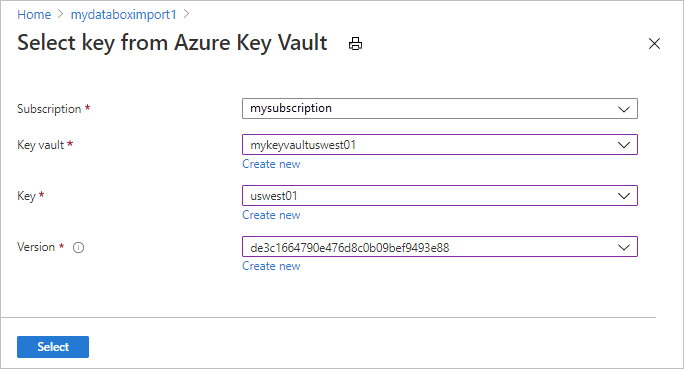 Home > mydataboximport1 >
Select key from Azure Key Vault
Subscription *
mysubscription
Key vault *
mykeyvaultuswest01
Create new
Key *
uswest01
Create new
Version *
de3c1664790e476d8c0b09bef9493e88
Create new
Select